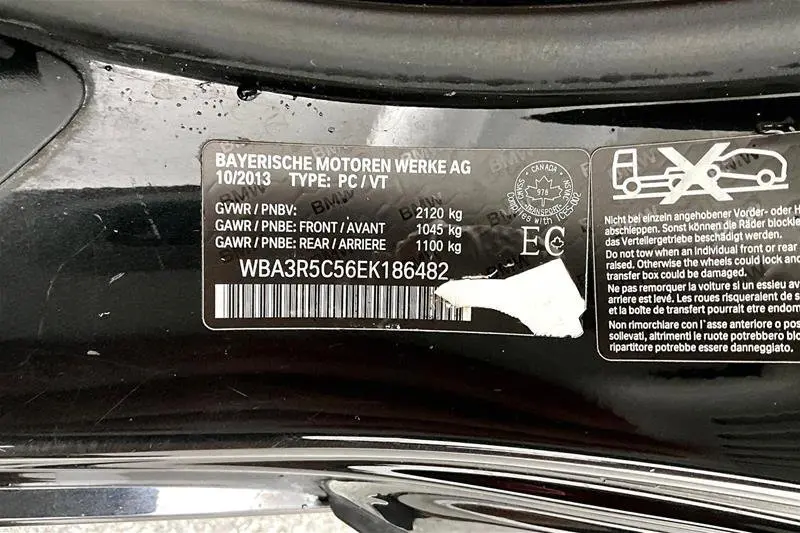 BAYERISCHE MOTOREN WERKE AG
10/2013 TYPE: PC/VT
GVWR / PNBV: 2120 kg
GAWR / PNBE: FRONT / AVANT 1045 kg
GAWR / PNBE: REAR / ARRIERE 1100 kg
WBA3R5C56EK186482
CANADA
978
TRANSPORT
EC
BMW
Nicht bei einzeln angehobener Vorder- oder H
abschleppen. Sonst können die Räder blockie
das Verteilergetriebe beschädigt werden.
Do not tow when an individual front or rear
raised. Otherwise the wheels could lock and
transfer box could be damaged.
Ne pas remorquer la voiture si un essieu av
arriere est levé. Les roues risqueraient de s
et la boîte de transfert pourrait être endom
Non rimorchiare con l`asse anteriore o pos
sollevati, altrimenti le ruote potrebbero blo
ripartitore potrebbe essere danneggiato.